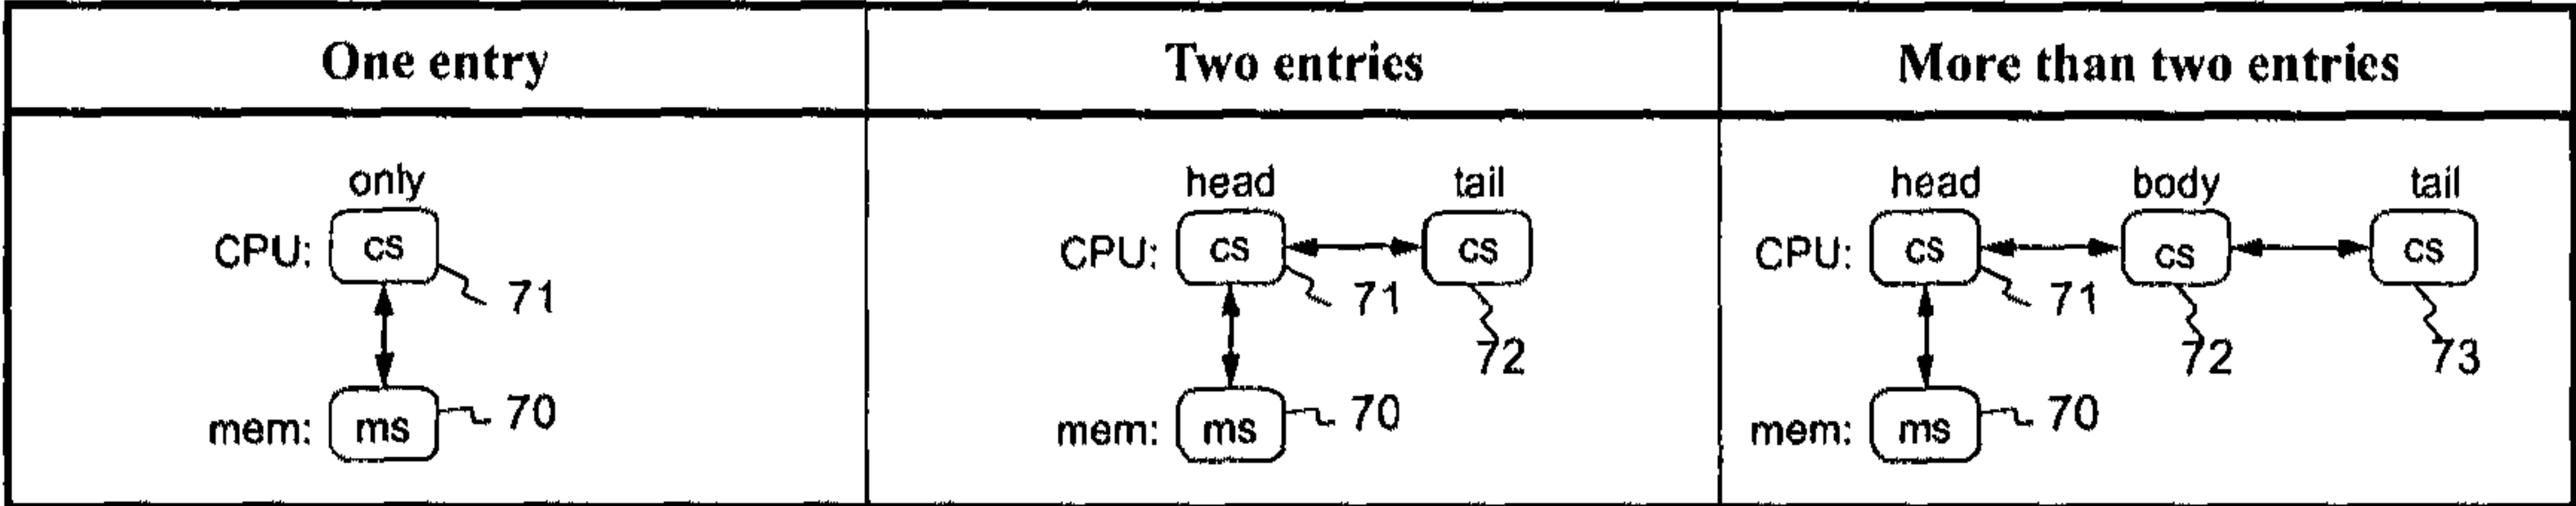 One entry Two entries More than two entries
only head tail head body tail
CPU: cs CPU: cs cs CPU: cs cs cs
71 71 71
72 72 73
mem: ms 70 mem: ms 70 mem: ms 70